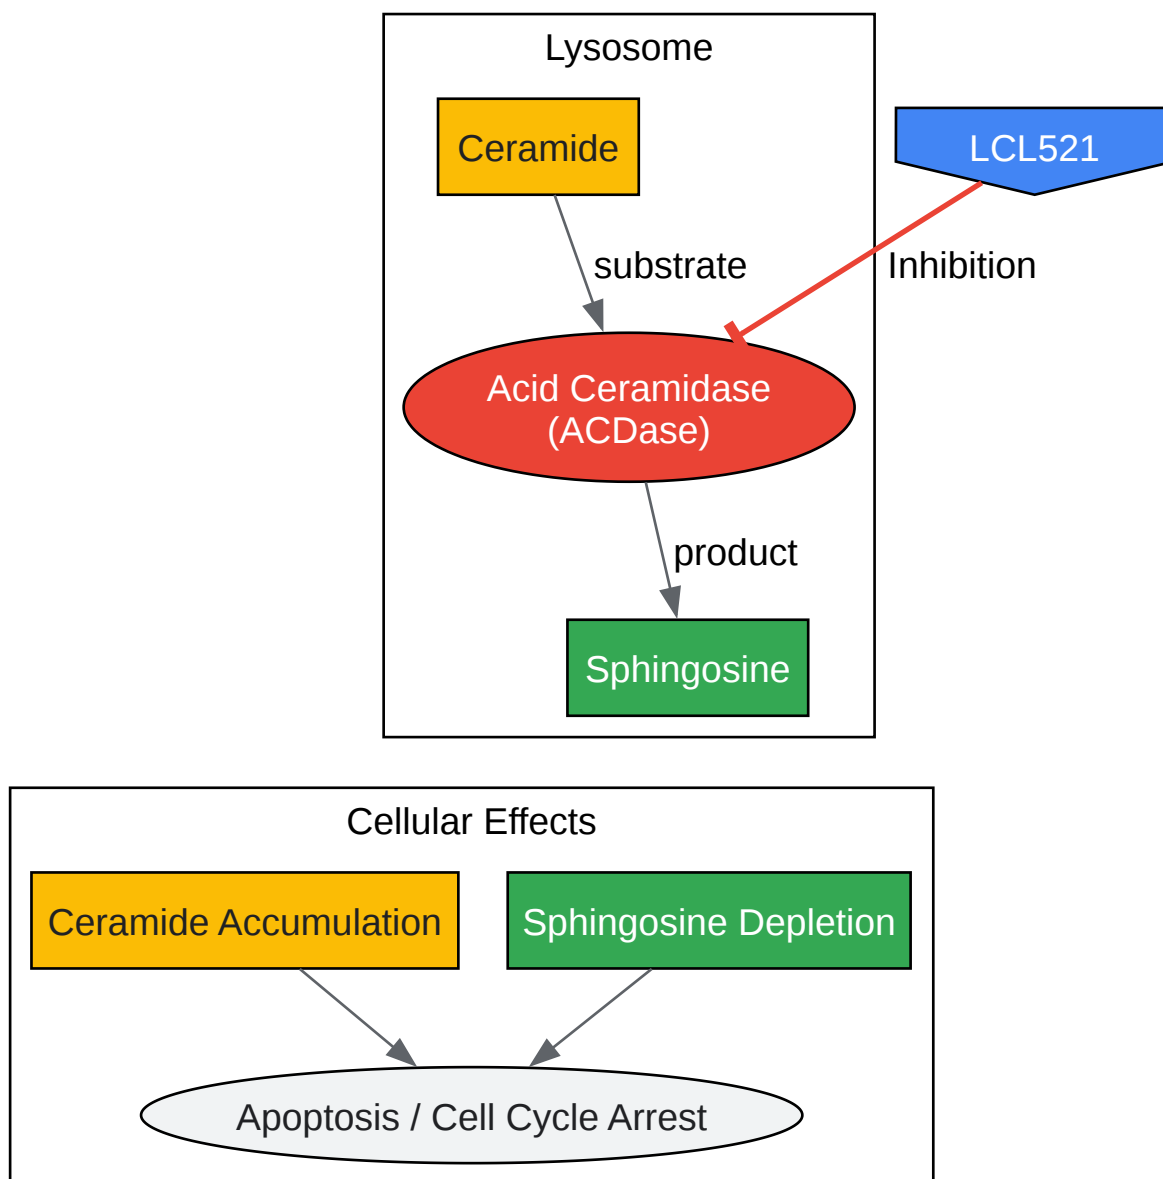 Lysosome
Ceramide
LCL521
substrate
Inhibition
Acid Ceramidase
(ACDase)
product
Sphingosine
Cellular Effects
Ceramide Accumulation
Sphingosine Depletion
Apoptosis / Cell Cycle Arrest